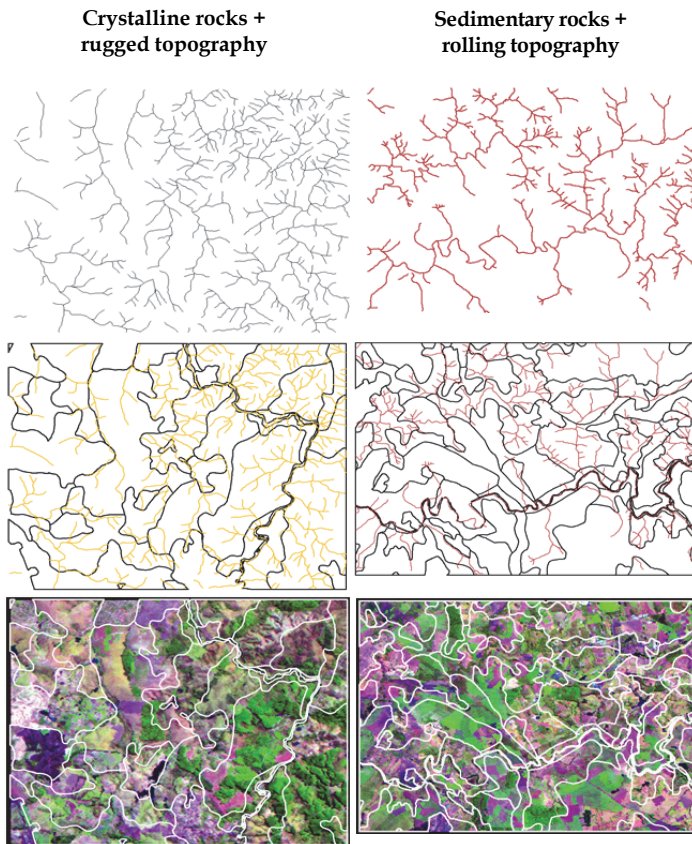 Crystalline rocks +
rugged topography
Sedimentary rocks +
rolling topography